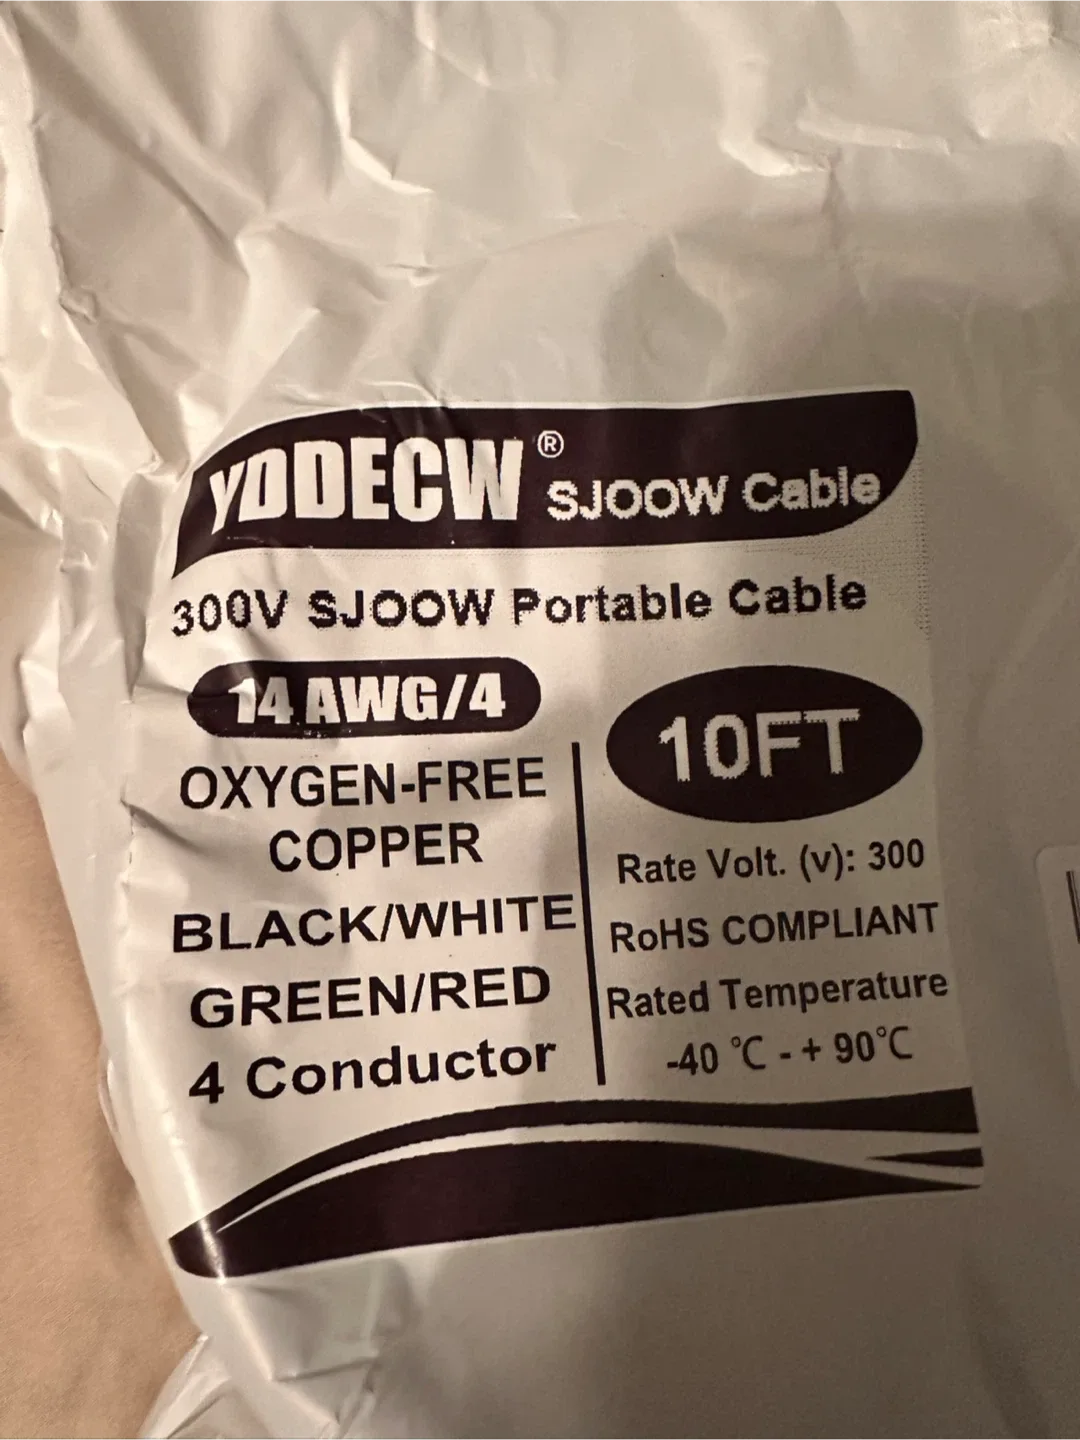 YDDECW® SJOOW Cable
300V SJOOW Portable Cable
14 AWG/4
OXYGEN-FREE
COPPER
BLACK/WHITE
GREEN/RED
4 Conductor
10FT
Rate Volt. (v): 300
RoHS COMPLIANT
Rated Temperature
-40 ℃ - + 90℃